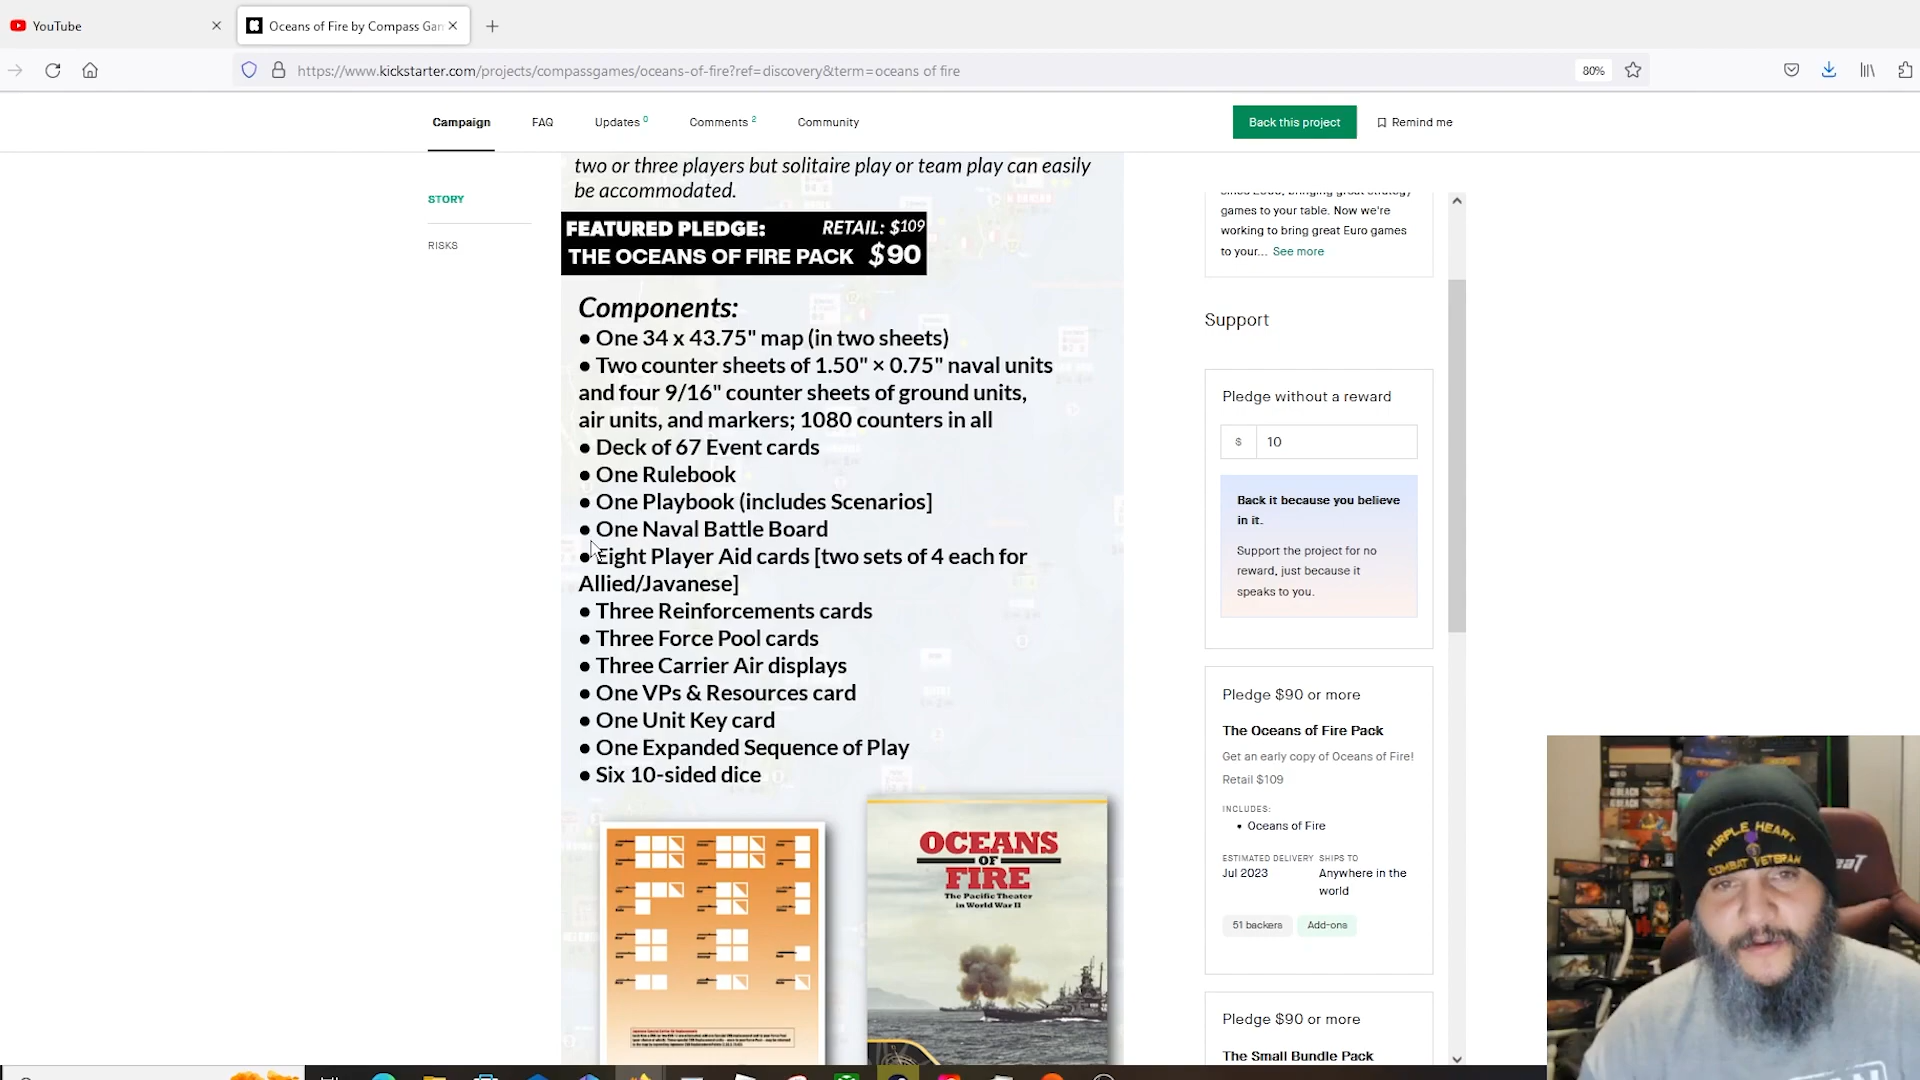 YouTube
Oceans of Fire by Compass Gam
https://www.kickstarter.com/projects/compassgames/oceans-of-fire?ref=discovery&term=oceans of fire
80%
Campaign
FAQ
Updates 0
Comments 2
Community
Back this project
Remind me
STORY
RISKS
two or three players but solitaire play or team play can easily
be accommodated.
FEATURED PLEDGE: RETAIL: $109
THE OCEANS OF FIRE PACK $90
Components:
● One 34 x 43.75" map (in two sheets)
● Two counter sheets of 1.50" × 0.75" naval units
and four 9/16" counter sheets of ground units,
air units, and markers; 1080 counters in all
● Deck of 67 Event cards
● One Rulebook
● One Playbook (includes Scenarios]
● One Naval Battle Board
● Eight Player Aid cards [two sets of 4 each for
Allied/Javanese]
● Three Reinforcements cards
● Three Force Pool cards
● Three Carrier Air displays
● One VPs & Resources card
● One Unit Key card
● One Expanded Sequence of Play
● Six 10-sided dice
OCEANS
OF
FIRE
The Pacific Theater
in World War II
games to your table. Now we're
working to bring great Euro games
to your... See more
Support
Pledge without a reward
$ 10
Back it because you believe
in it.
Support the project for no
reward, just because it
speaks to you.
Pledge $90 or more
The Oceans of Fire Pack
Get an early copy of Oceans of Fire!
Retail $109
INCLUDES:
• Oceans of Fire
ESTIMATED DELIVERY SHIPS TO
Jul 2023 Anywhere in the
world
51 backers Add-ons
Pledge $90 or more
The Small Bundle Pack
PURPLE HEART
COMBAT VETERAN